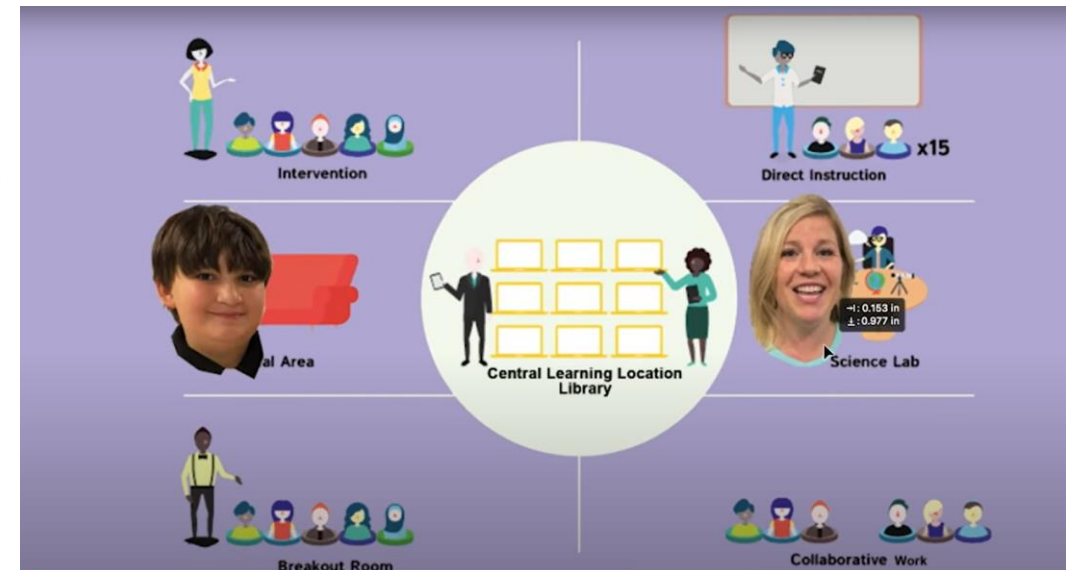 Intervention
x15
Direct Instruction
al Area
Central Learning Location
Library
→|: 0.153 in
⤓: 0.977 in
Science Lab
Breakout Room
Collaborative Work